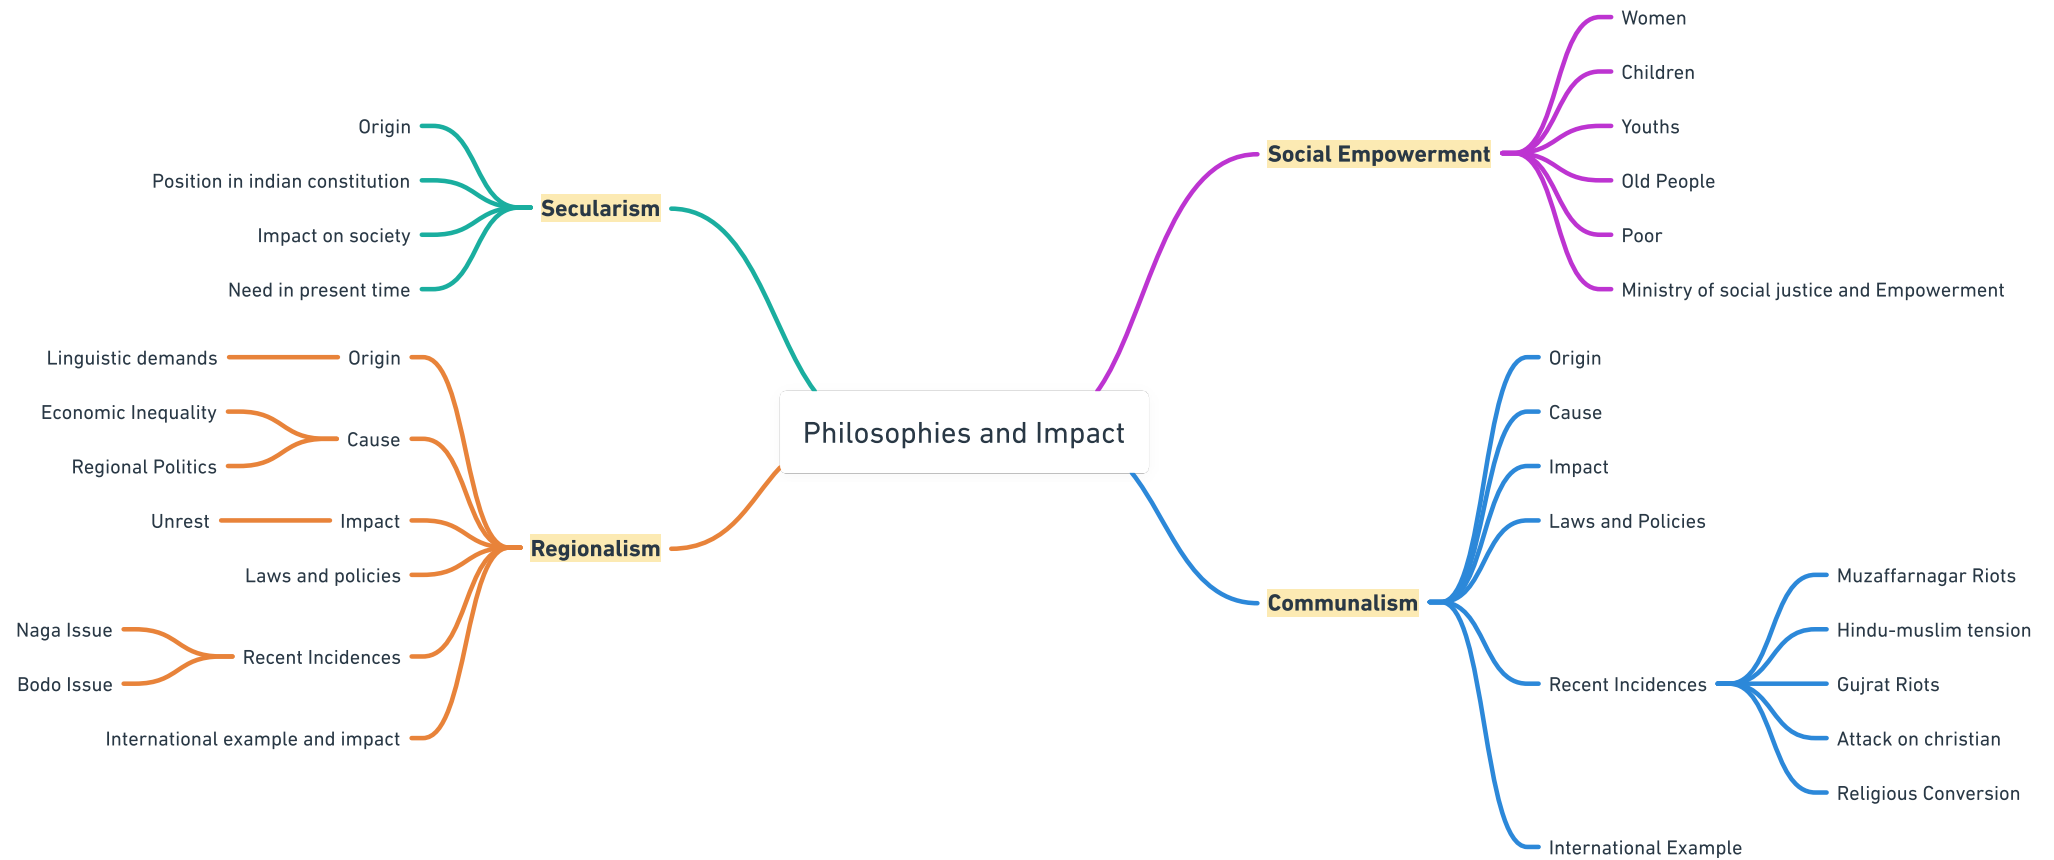 Philosophies and Impact
Social Empowerment
Women
Children
Youths
Old People
Poor
Ministry of social justice and Empowerment
Communalism
Origin
Cause
Impact
Laws and Policies
Recent Incidences
Muzaffarnagar Riots
Hindu-muslim tension
Gujrat Riots
Attack on christian
Religious Conversion
International Example
Secularism
Origin
Position in indian constitution
Impact on society
Need in present time
Regionalism
Origin
Linguistic demands
Cause
Economic Inequality
Regional Politics
Impact
Unrest
Laws and policies
Recent Incidences
Naga Issue
Bodo Issue
International example and impact